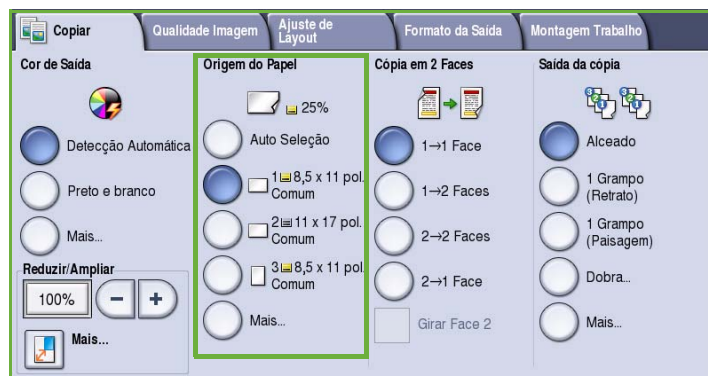 Copiar
Qualidade Imagem
Ajuste de
Layout
Formato da Saída
Montagem Trabalho
Cor de Saída
Detecção Automática
Preto e branco
Mais...
Reduzir/Ampliar
100%
Mais...
Origem do Papel
25%
Auto Seleção
1 8,5 x 11 pol.
Comum
2 11 x 17 pol.
Comum
3 8,5 x 11 pol.
Comum
Mais...
Cópia em 2 Faces
1→1 Face
1→2 Faces
2→2 Faces
2→1 Face
Girar Face 2
Saída da cópia
Alceado
1 Grampo
(Retrato)
1 Grampo
(Paisagem)
Dobra...
Mais...